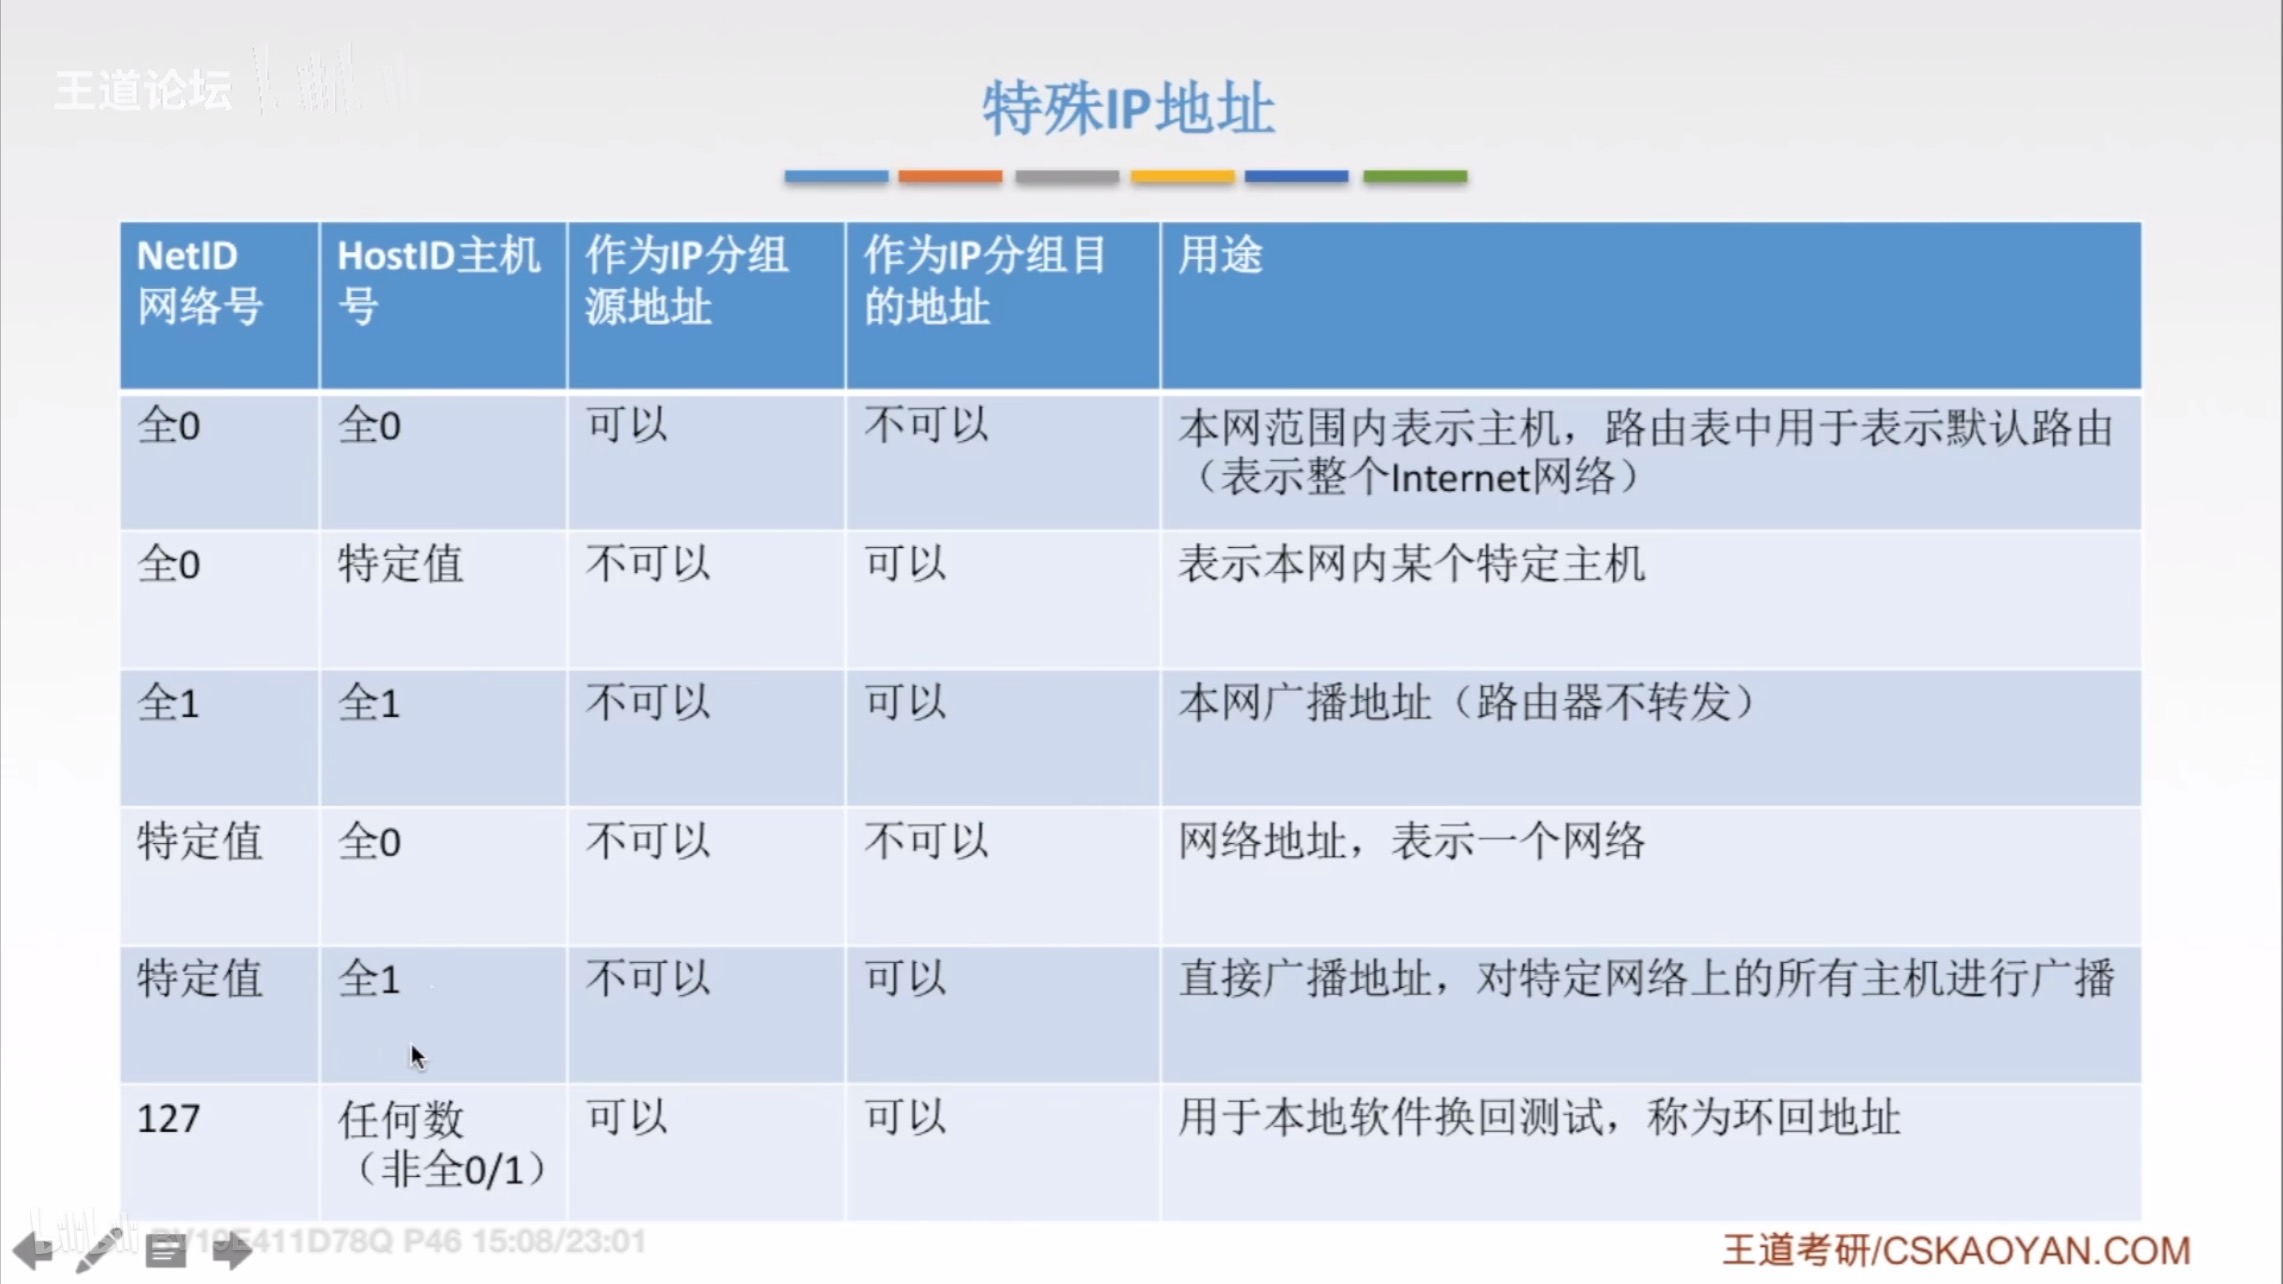 王道论坛
特殊IP地址
NetID
网络号
HostID主机
号
作为IP分组
源地址
作为IP分组目
的地址
用途
全0
全0
可以
不可以
本网范围内表示主机，路由表中用于表示默认路由
（表示整个Internet网络）
全0
特定值
不可以
可以
表示本网内某个特定主机
全1
全1
不可以
可以
本网广播地址（路由器不转发）
特定值
全0
不可以
不可以
网络地址，表示一个网络
特定值
全1
不可以
可以
直接广播地址，对特定网络上的所有主机进行广播
127
任何数
（非全0/1）
可以
可以
用于本地软件换回测试，称为环回地址
BV19E411D78Q P46 15:08/23:01
王道考研/CSKAOYAN.COM